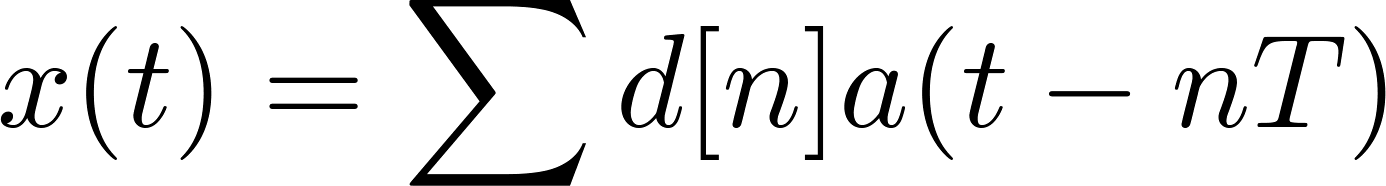 x(t) = ∑ d[n]a(t − nT)